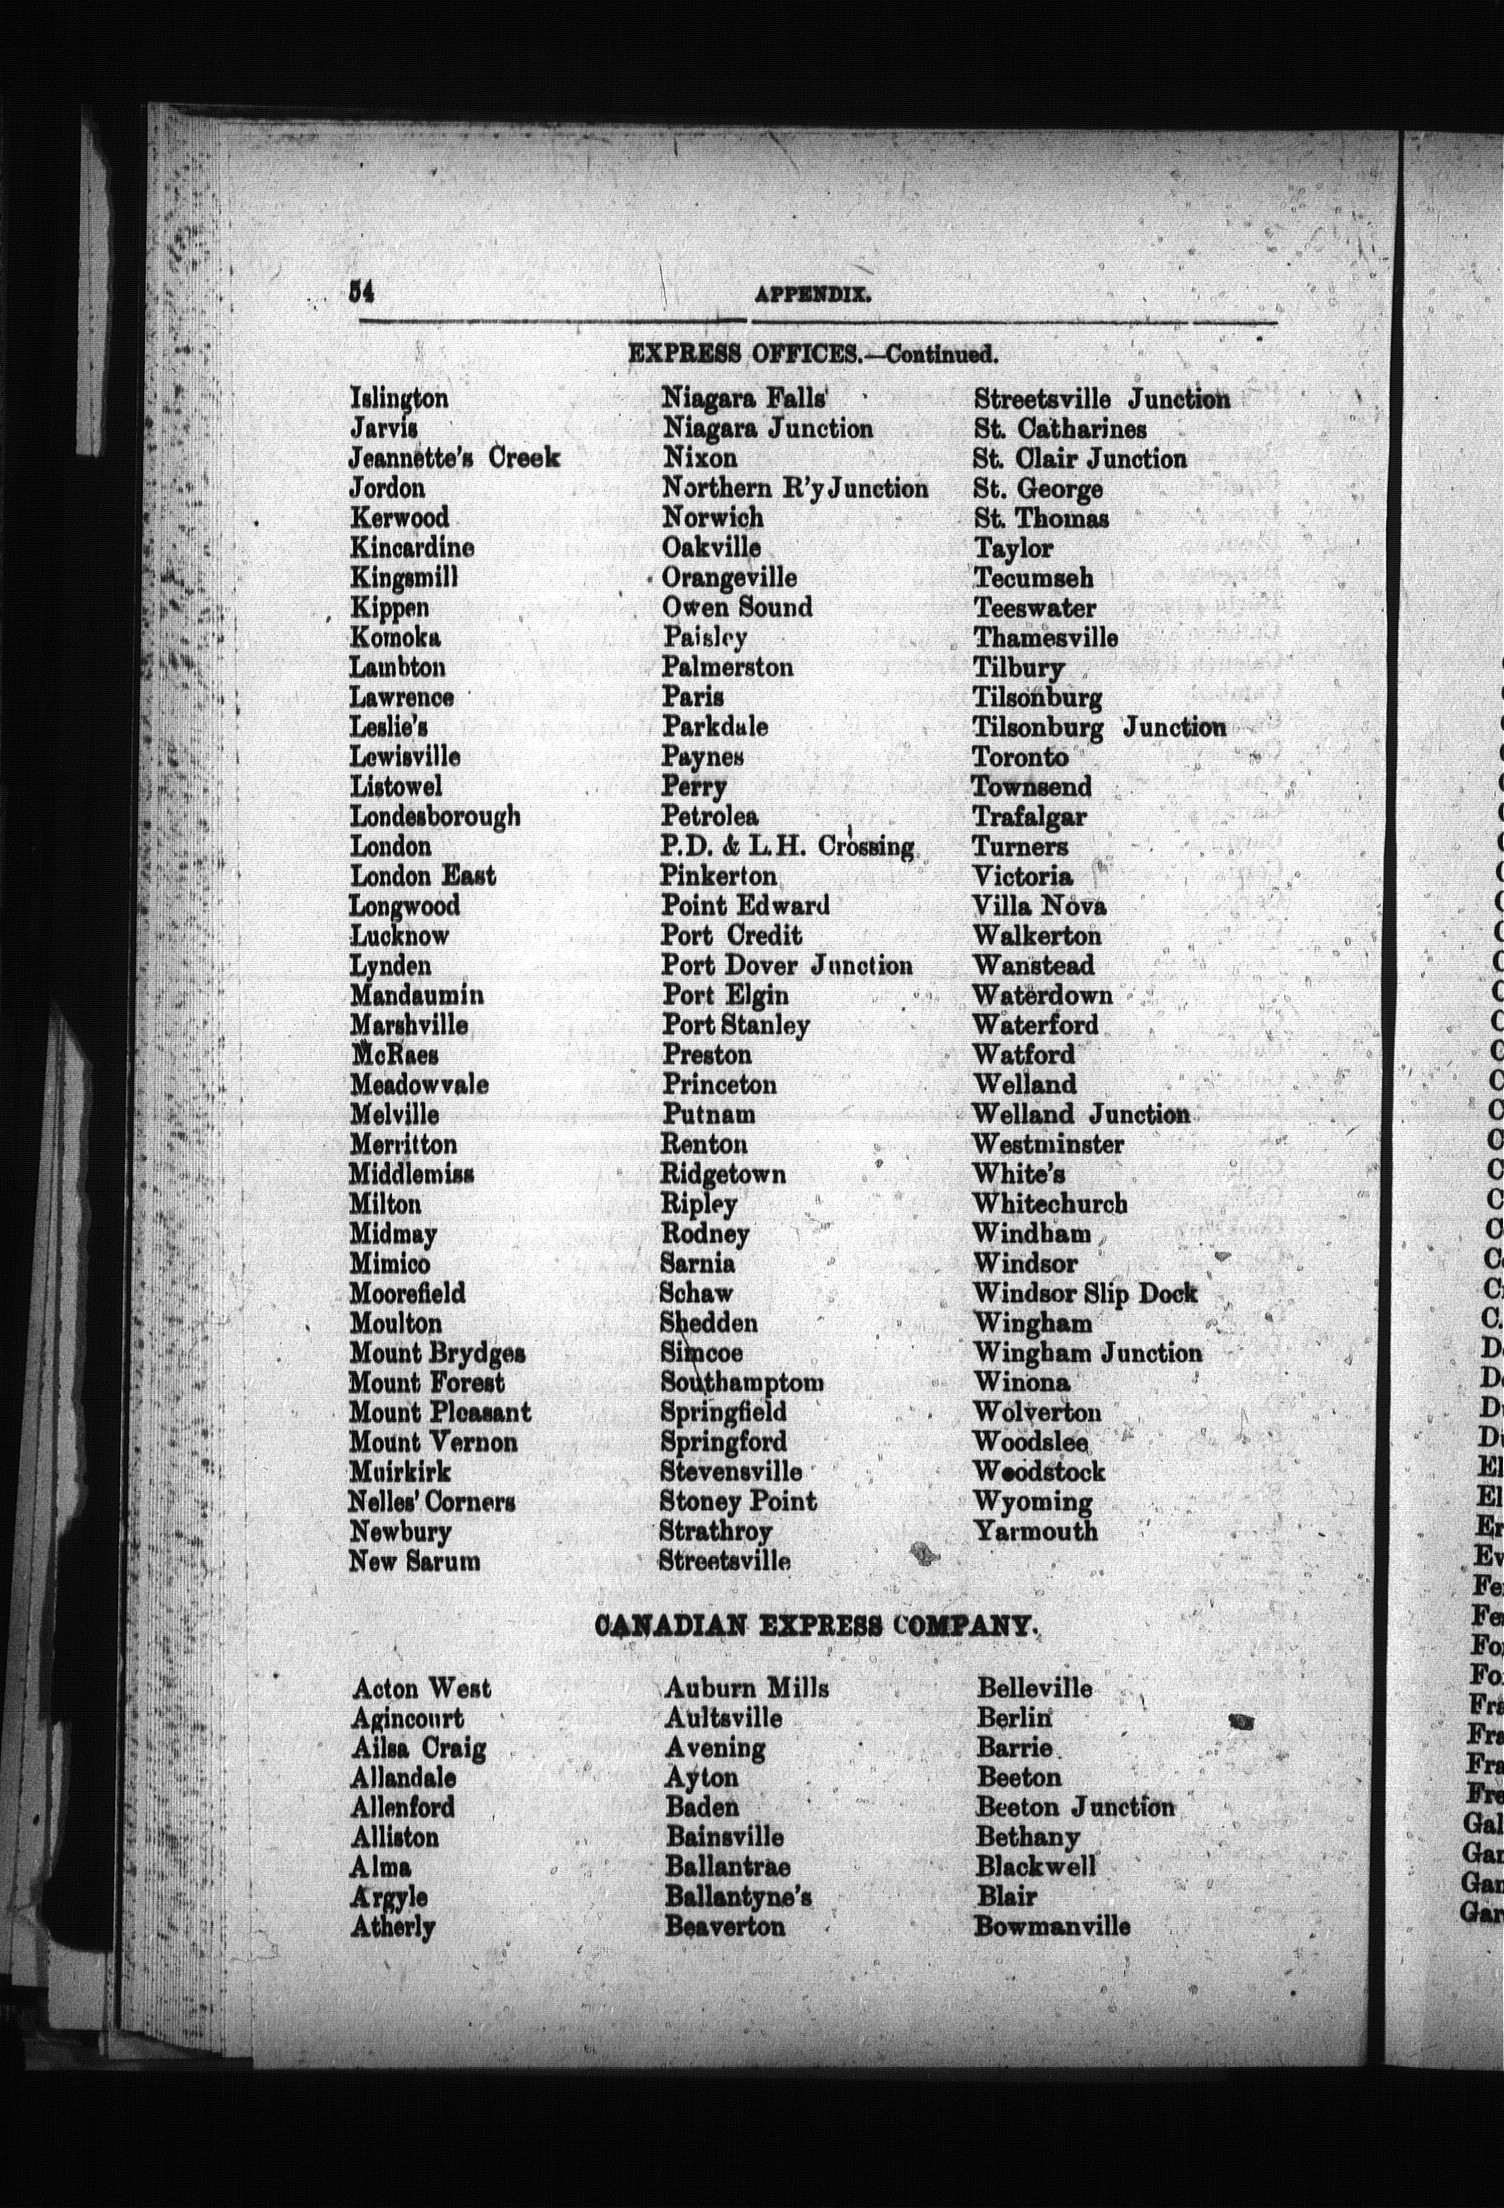 54
APPENDIX.
EXPRESS OFFICES.—Continued.
Islington
Jarvis
Jeannette's Creek
Jordon
Kerwood
Kincardine
Kingsmill
Kippen
Komoka
Lambton
Lawrence
Leslie's
Lewisville
Listowel
Londesborough
London
London East
Longwood
Lucknow
Lynden
Mandaumin
Marshville
McRaes
Meadowvale
Melville
Merritton
Middlemiss
Milton
Midmay
Mimico
Moorefield
Moulton
Mount Brydges
Mount Forest
Mount Pleasant
Mount Vernon
Muirkirk
Nelles' Corners
Newbury
New Sarum
Niagara Falls
Niagara Junction
Nixon
Northern R'y Junction
Norwich
Oakville
Orangeville
Owen Sound
Paisley
Palmerston
Paris
Parkdale
Paynes
Perry
Petrolea
P.D. & L.H. Crossing
Pinkerton
Point Edward
Port Credit
Port Dover Junction
Port Elgin
Port Stanley
Preston
Princeton
Putnam
Renton
Ridgetown
Ripley
Rodney
Sarnia
Schaw
Shedden
Simcoe
Southamptom
Springfield
Springford
Stevensville
Stoney Point
Strathroy
Streetsville
Streetsville Junction
St. Catharines
St. Clair Junction
St. George
St. Thomas
Taylor
Tecumseh
Teeswater
Thamesville
Tilbury
Tilsonburg
Tilsonburg Junction
Toronto
Townsend
Trafalgar
Turners
Victoria
Villa Nova
Walkerton
Wanstead
Waterdown
Waterford
Watford
Welland
Welland Junction
Westminster
White's
Whitechurch
Windham
Windsor
Windsor Slip Dock
Wingham
Wingham Junction
Winona
Wolverton
Woodslee
Woodstock
Wyoming
Yarmouth
CANADIAN EXPRESS COMPANY.
Acton West
Agincourt
Ailsa Craig
Allandale
Allenford
Alliston
Alma
Argyle
Atherly
Auburn Mills
Aultsville
Avening
Ayton
Baden
Bainsville
Ballantrae
Ballantyne's
Beaverton
Belleville
Berlin
Barrie
Beeton
Beeton Junction
Bethany
Blackwell
Blair
Bowmanville